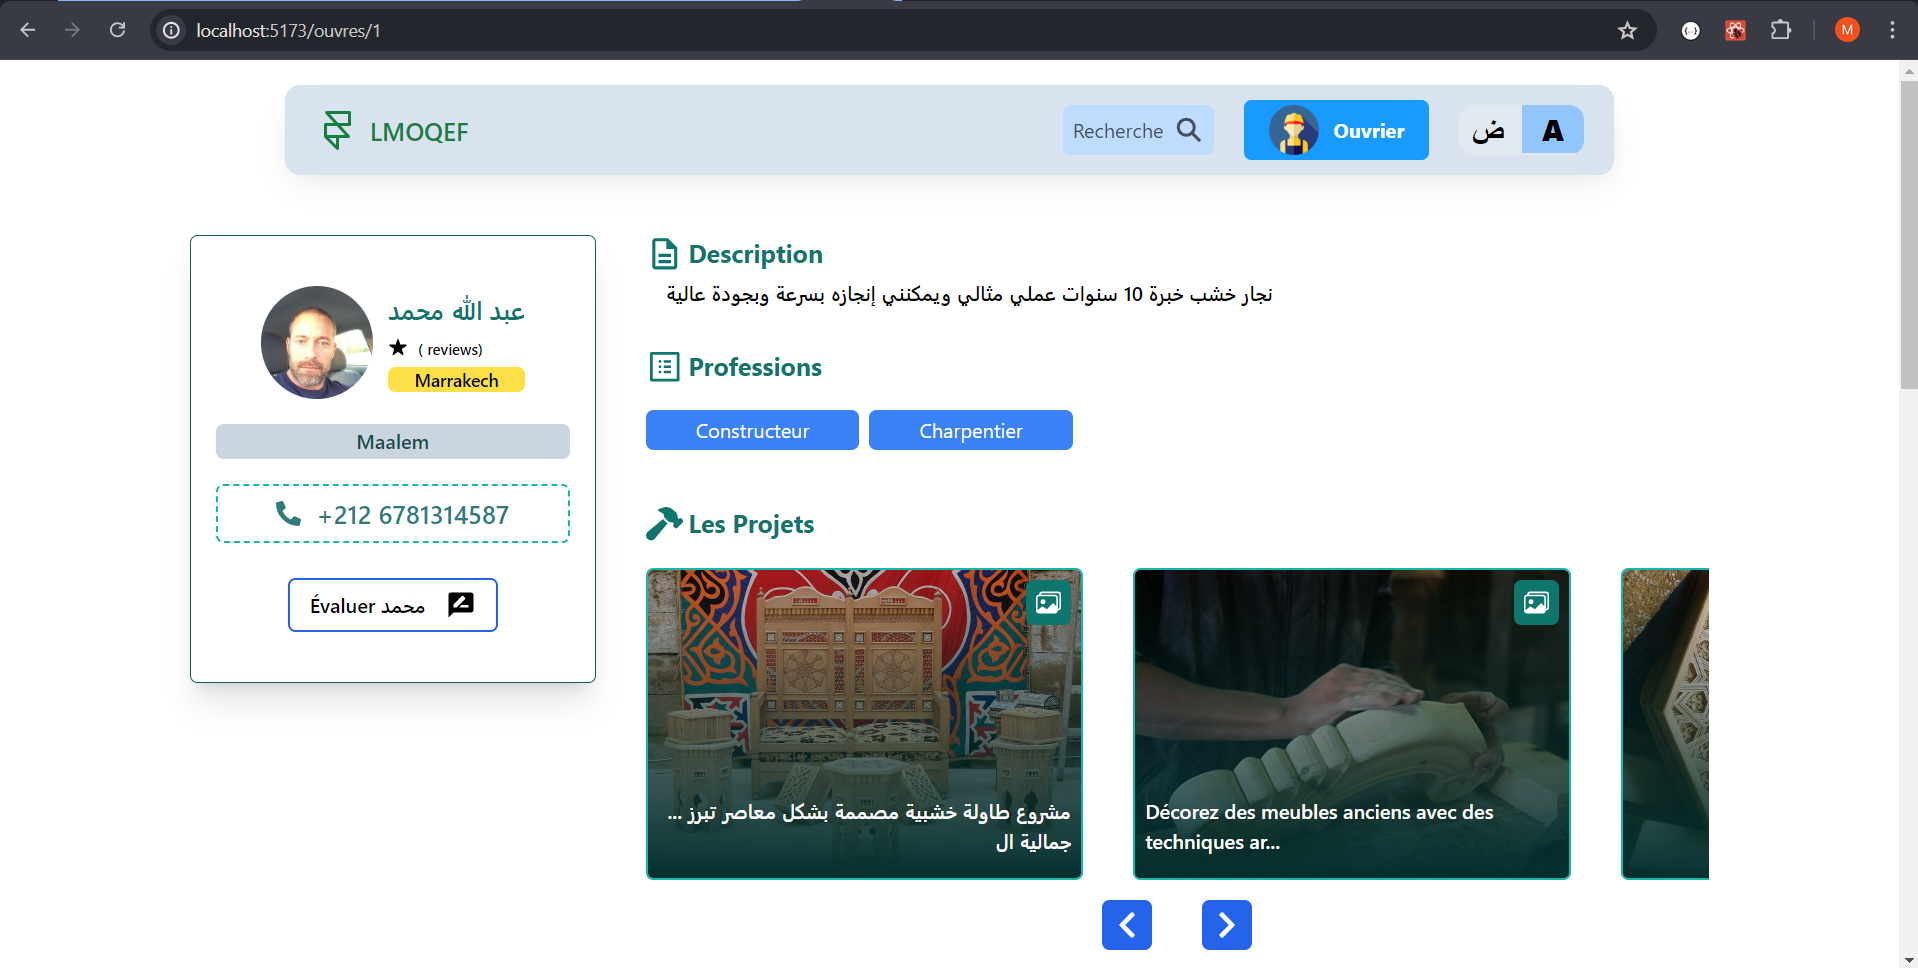 localhost:5173/ouvres/1
M
LMOQEF
Recherche
Ouvrier
ض
A
عبد الله محمد
★ ( reviews)
Marrakech
Maalem
+212 6781314587
Évaluer محمد
Description
نجار خشب خبرة 10 سنوات عملي مثالي ويمكنني إنجازه بسرعة وبجودة عالية
Professions
Constructeur
Charpentier
Les Projets
مشروع طاولة خشبية مصممة بشكل معاصر تبرز ...
جمالية ال
Décorez des meubles anciens avec des
techniques ar...